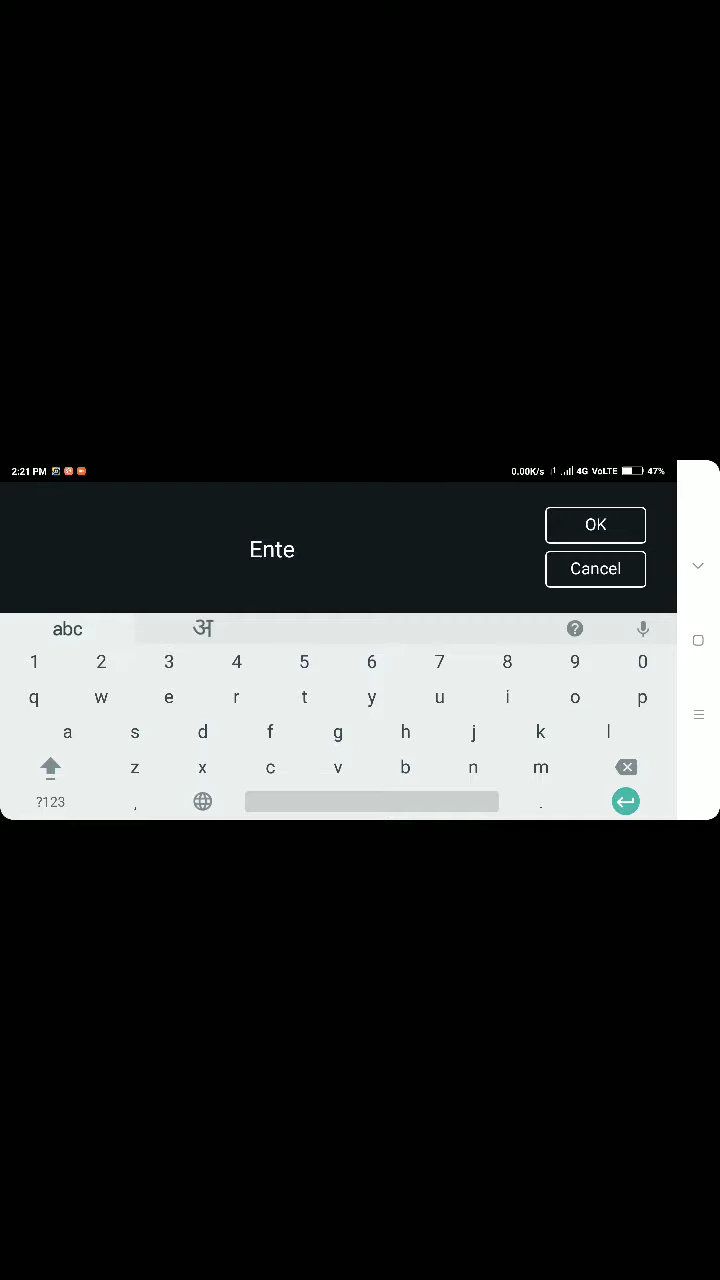 2:21 PM 0.00K/s 4G VoLTE 47%
OK
Ente
Cancel
abc अ ?
1 2 3 4 5 6 7 8 9 0
q w e r t y u i o p
a s d f g h j k l
z x c v b n m
?123 , .